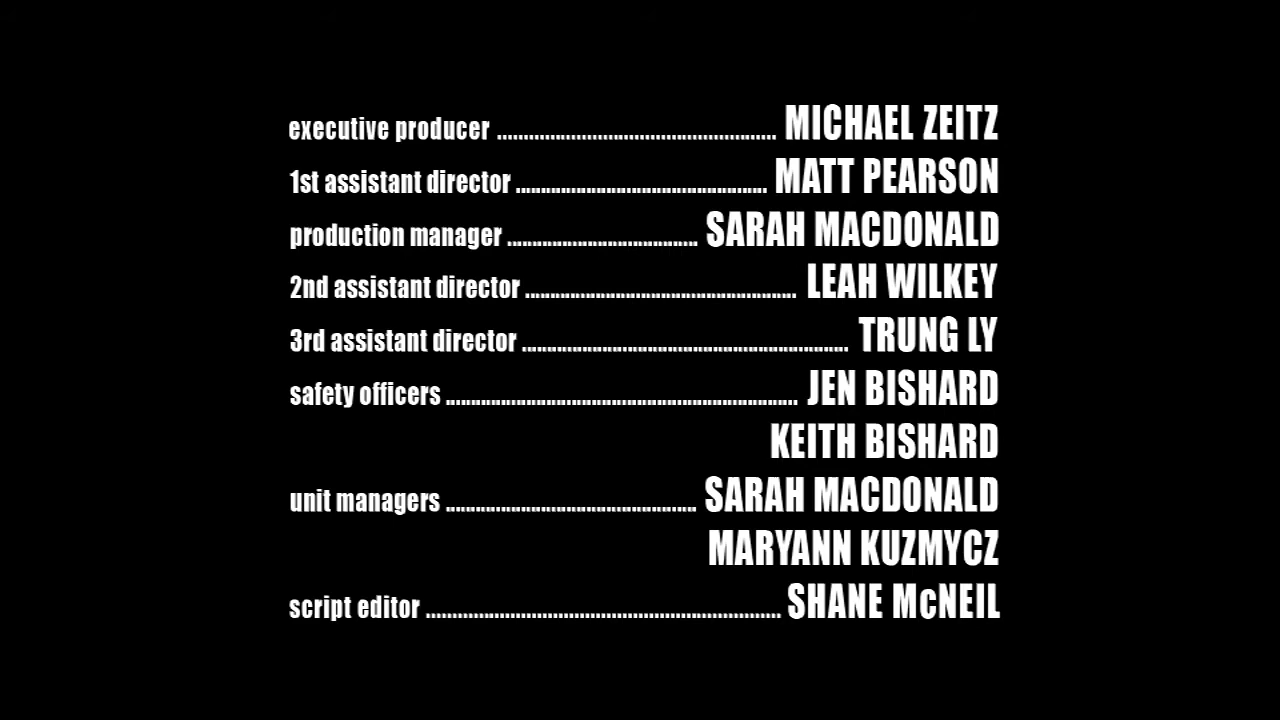 executive producer ..................................................... MICHAEL ZEITZ
1st assistant director ................................................ MATT PEARSON
production manager .................................... SARAH MACDONALD
2nd assistant director .................................................... LEAH WILKEY
3rd assistant director .............................................................. TRUNG LY
safety officers ................................................................... JEN BISHARD
KEITH BISHARD
unit managers ................................................ SARAH MACDONALD
MARYANN KUZMYCZ
script editor .................................................................... SHANE McNEIL